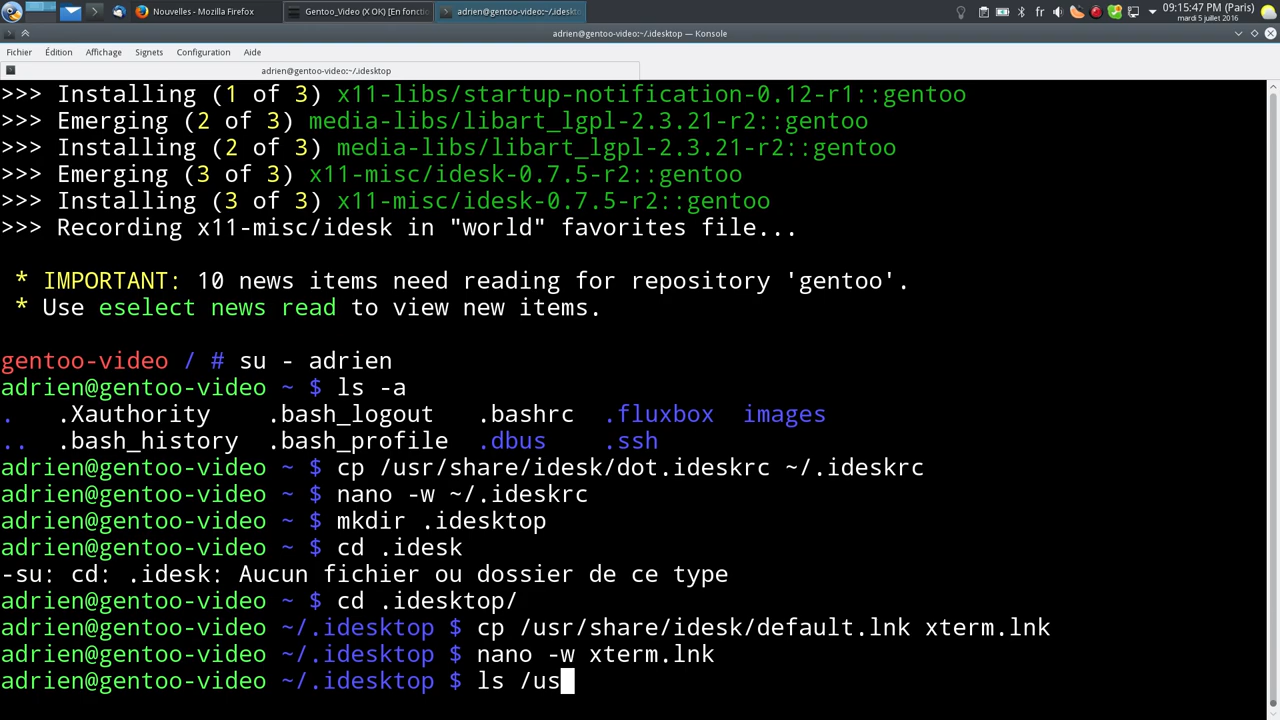 Nouvelles - Mozilla Firefox
Gentoo_Video (X OK) [En fonction
adrien@gentoo-video:~/.idesktop
fr
09:15:47 PM (Paris)
mardi 5 juillet 2016
adrien@gentoo-video:~/.idesktop — Konsole
Fichier Édition Affichage Signets Configuration Aide
adrien@gentoo-video:~/.idesktop
>>> Installing (1 of 3) x11-libs/startup-notification-0.12-r1::gentoo
>>> Emerging (2 of 3) media-libs/libart_lgpl-2.3.21-r2::gentoo
>>> Installing (2 of 3) media-libs/libart_lgpl-2.3.21-r2::gentoo
>>> Emerging (3 of 3) x11-misc/idesk-0.7.5-r2::gentoo
>>> Installing (3 of 3) x11-misc/idesk-0.7.5-r2::gentoo
>>> Recording x11-misc/idesk in "world" favorites file...
* IMPORTANT: 10 news items need reading for repository 'gentoo'.
* Use eselect news read to view new items.
gentoo-video / # su - adrien
adrien@gentoo-video ~ $ ls -a
. .Xauthority .bash_logout .bashrc .fluxbox images
.. .bash_history .bash_profile .dbus .ssh
adrien@gentoo-video ~ $ cp /usr/share/idesk/dot.ideskrc ~/.ideskrc
adrien@gentoo-video ~ $ nano -w ~/.ideskrc
adrien@gentoo-video ~ $ mkdir .idesktop
adrien@gentoo-video ~ $ cd .idesk
-su: cd: .idesk: Aucun fichier ou dossier de ce type
adrien@gentoo-video ~ $ cd .idesktop/
adrien@gentoo-video ~/.idesktop $ cp /usr/share/idesk/default.lnk xterm.lnk
adrien@gentoo-video ~/.idesktop $ nano -w xterm.lnk
adrien@gentoo-video ~/.idesktop $ ls /us